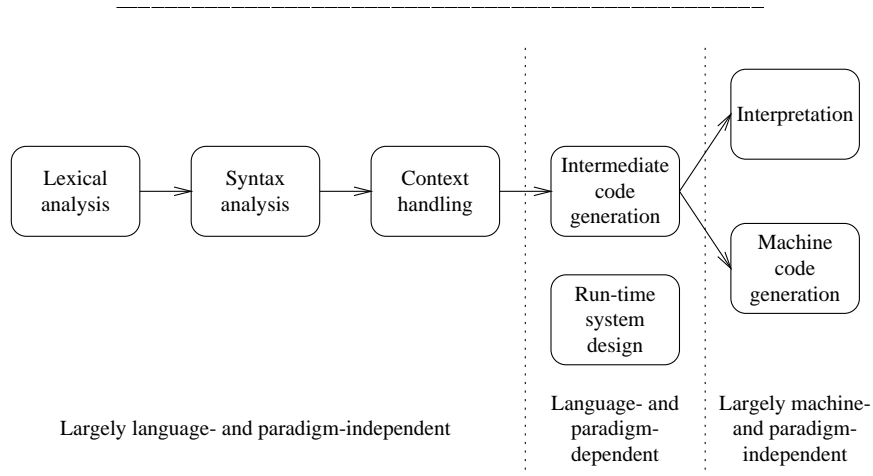 Lexical
analysis
Syntax
analysis
Context
handling
Intermediate
code
generation
Run-time
system
design
Interpretation
Machine
code
generation
Largely language- and paradigm-independent
Language- and
paradigm-
dependent
Largely machine-
and paradigm-
independent